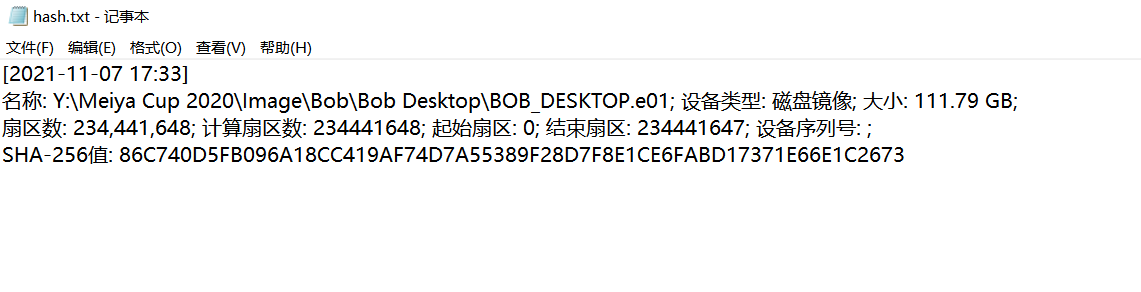 hash.txt - 记事本
文件(F) 编辑(E) 格式(O) 查看(V) 帮助(H)
[2021-11-07 17:33]
名称: Y:\Meiya Cup 2020\Image\Bob\Bob Desktop\BOB_DESKTOP.e01; 设备类型: 磁盘镜像; 大小: 111.79 GB;
扇区数: 234,441,648; 计算扇区数: 234441648; 起始扇区: 0; 结束扇区: 234441647; 设备序列号: ;
SHA-256值: 86C740D5FB096A18CC419AF74D7A55389F28D7F8E1CE6FABD17371E66E1C2673